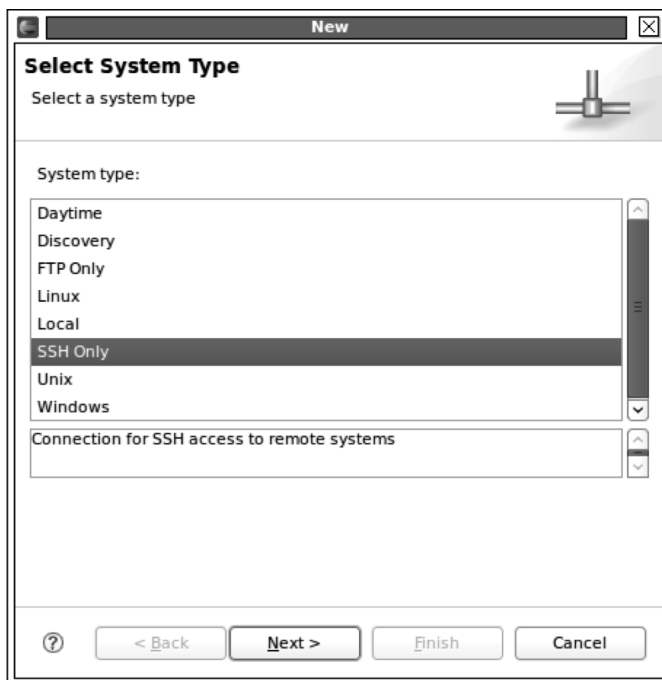 New
Select System Type
Select a system type
System type:
Daytime
Discovery
FTP Only
Linux
Local
SSH Only
Unix
Windows
Connection for SSH access to remote systems
? < Back Next > Finish Cancel